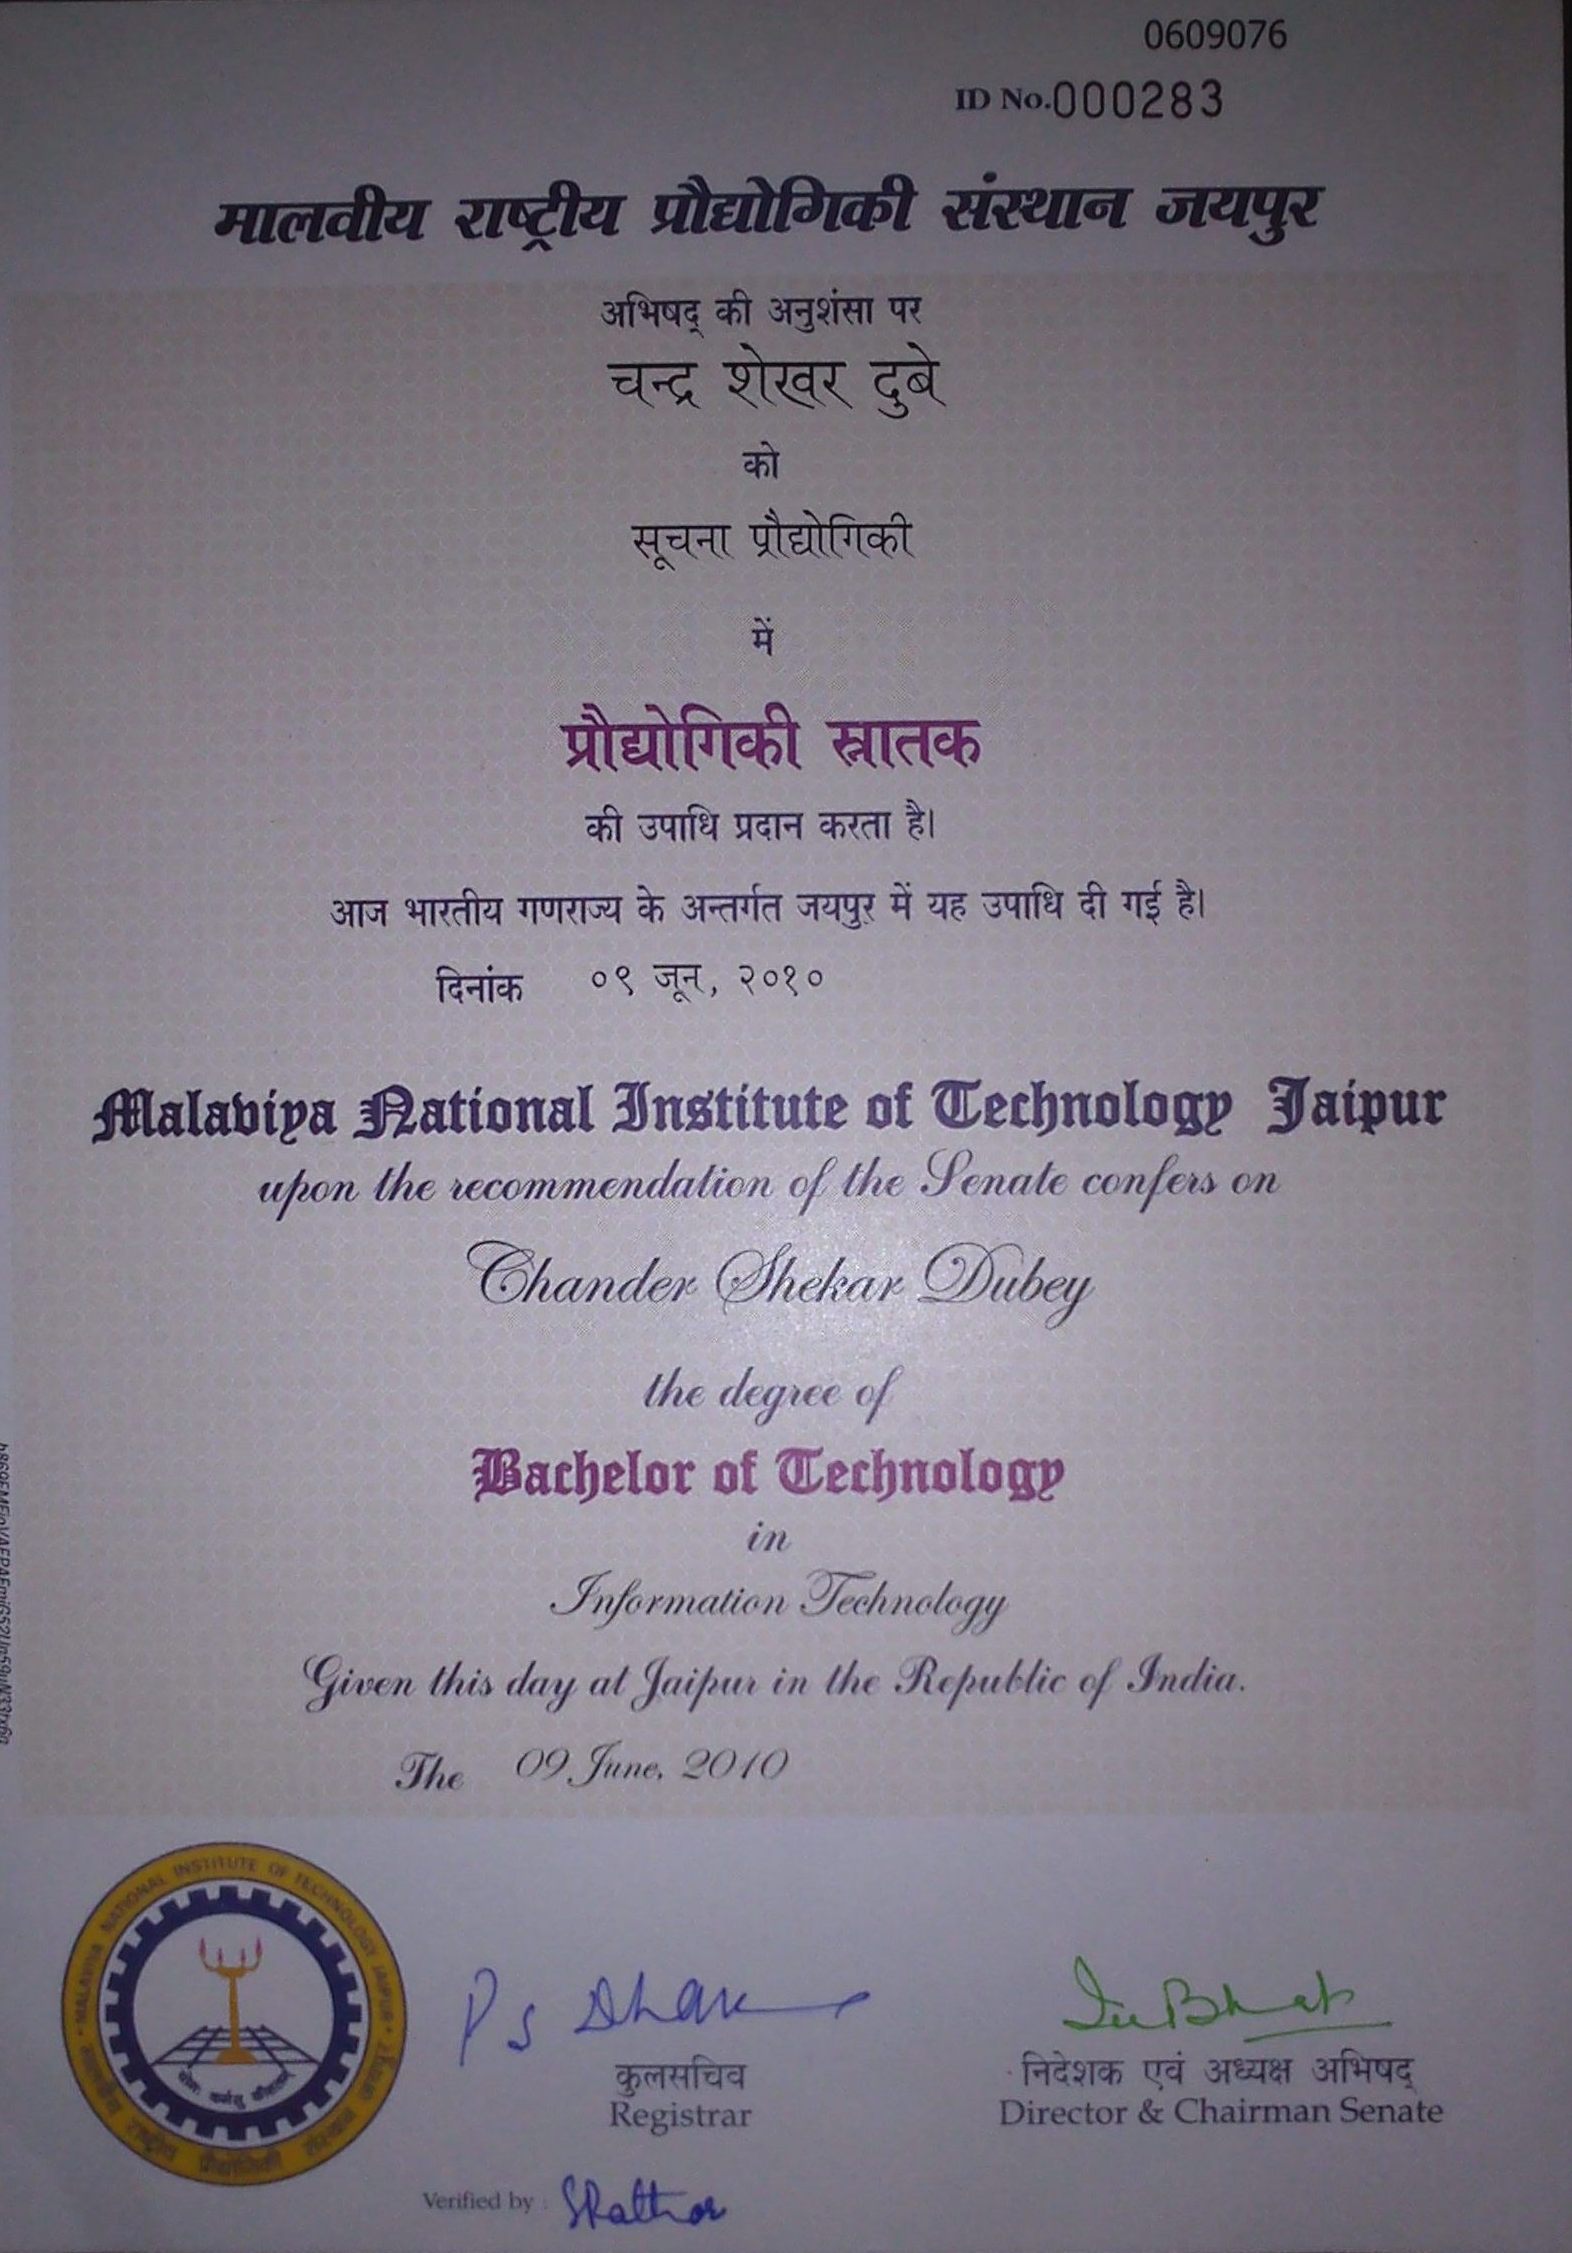 0609076
ID No.000283
मालवीय राष्ट्रीय प्रौद्योगिकी संस्थान जयपुर
अभिषद् की अनुशंसा पर
चन्द्र शेखर दुबे
को
सूचना प्रौद्योगिकी
में
प्रौद्योगिकी स्नातक
की उपाधि प्रदान करता है।
आज भारतीय गणराज्य के अन्तर्गत जयपुर में यह उपाधि दी गई है।
दिनांक ०९ जून, २०१०
Malaviya National Institute of Technology Jaipur
upon the recommendation of the Senate confers on
Chander Shekar Dubey
the degree of
Bachelor of Technology
in
Information Technology
Given this day at Jaipur in the Republic of India.
The 09 June, 2010
MALAVIYA NATIONAL INSTITUTE OF TECHNOLOGY JAIPUR
मालवीय राष्ट्रीय प्रौद्योगिकी संस्थान जयपुर
योगः कर्मसु कौशलम्
कुलसचिव
Registrar
निदेशक एवं अध्यक्ष अभिषद्
Director & Chairman Senate
Verified by :